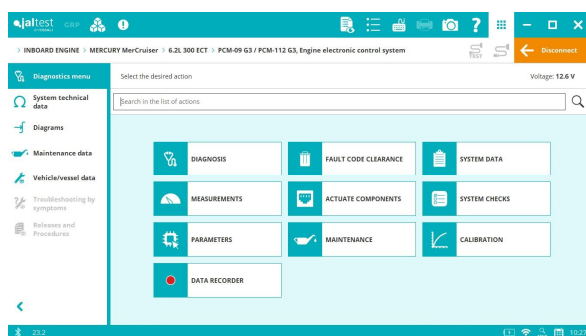 jaltest GRP
> INBOARD ENGINE > MERCURY MerCruiser > 6.2L 300 ECT > PCM-09 G3 / PCM-112 G3, Engine electronic control system
TEST
Disconnect
Diagnostics menu
Select the desired action
Voltage: 12.6 V
System technical
data
Search in the list of actions
Diagrams
Maintenance data
Vehicle/vessel data
Troubleshooting by
symptoms
Releases and
Procedures
DIAGNOSIS
FAULT CODE CLEARANCE
SYSTEM DATA
MEASUREMENTS
ACTUATE COMPONENTS
SYSTEM CHECKS
PARAMETERS
MAINTENANCE
CALIBRATION
DATA RECORDER
23.2